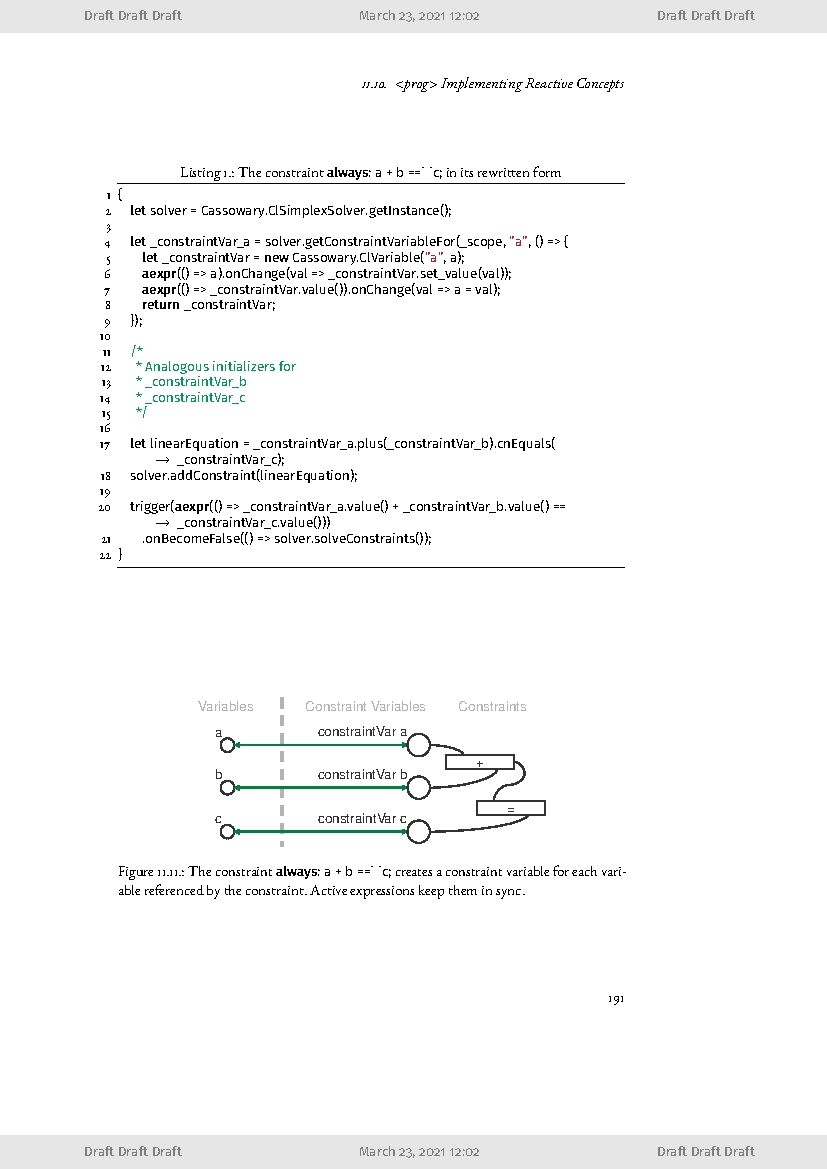 Draft Draft Draft March 23, 2021 12:02 Draft Draft Draft
11.10. <prog> Implementing Reactive Concepts
Listing 1.: The constraint always: a + b ==` `c; in its rewritten form
1 {
2 let solver = Cassowary.ClSimplexSolver.getInstance();
3
4 let _constraintVar_a = solver.getConstraintVariableFor(_scope, "a", () => {
5 let _constraintVar = new Cassowary.ClVariable("a", a);
6 aexpr(() => a).onChange(val => _constraintVar.set_value(val));
7 aexpr(() => _constraintVar.value()).onChange(val => a = val);
8 return _constraintVar;
9 });
10
11 /*
12 * Analogous initializers for
13 * _constraintVar_b
14 * _constraintVar_c
15 */
16
17 let linearEquation = _constraintVar_a.plus(_constraintVar_b).cnEquals(
→ _constraintVar_c);
18 solver.addConstraint(linearEquation);
19
20 trigger(aexpr(() => _constraintVar_a.value() + _constraintVar_b.value() ==
→ _constraintVar_c.value()))
21 .onBecomeFalse(() => solver.solveConstraints());
22 }
Variables Constraint Variables Constraints
a constraintVar a
+
b constraintVar b
=
c constraintVar c
Figure 11.11.: The constraint always: a + b ==` `c; creates a constraint variable for each vari-
able referenced by the constraint. Active expressions keep them in sync.
191
Draft Draft Draft March 23, 2021 12:02 Draft Draft Draft